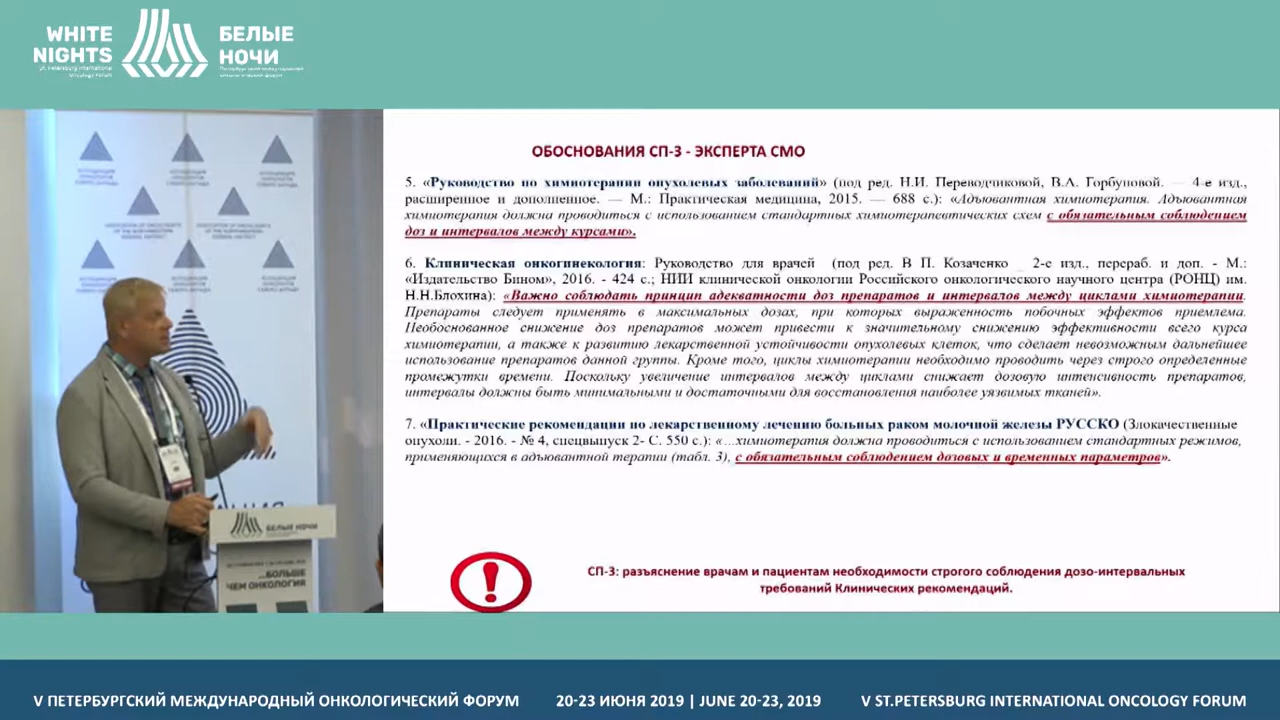 WHITE
NIGHTS
St. Petersburg International
Oncology Forum
БЕЛЫЕ
НОЧИ
Петербургский международный
онкологический форум
ОБОСНОВАНИЯ СП-3 - ЭКСПЕРТА СМО
5. «Руководство по химиотерапии опухолевых заболеваний» (под ред. Н.И. Переводчиковой, В.А. Горбуновой. — 4-е изд.,
расширенное и дополненное. — М.: Практическая медицина, 2015. — 688 с.): «Адъювантная химиотерапия. Адъювантная
химиотерапия должна проводиться с использованием стандартных химиотерапевтических схем с обязательным соблюдением
доз и интервалов между курсами».
6. Клиническая онкогинекология: Руководство для врачей (под ред. В П. Козаченко _ 2-е изд., перераб. и доп. - М.:
«Издательство Бином», 2016. - 424 с.; НИИ клинической онкологии Российского онкологического научного центра (РОНЦ) им.
Н.Н.Блохина): «Важно соблюдать принцип адекватности доз препаратов и интервалов между циклами химиотерапии.
Препараты следует применять в максимальных дозах, при которых выраженность побочных эффектов приемлема.
Необоснованное снижение доз препаратов может привести к значительному снижению эффективности всего курса
химиотерапии, а также к развитию лекарственной устойчивости опухолевых клеток, что сделает невозможным дальнейшее
использование препаратов данной группы. Кроме того, циклы химиотерапии необходимо проводить через строго определенные
промежутки времени. Поскольку увеличение интервалов между циклами снижает дозовую интенсивность препаратов,
интервалы должны быть минимальными и достаточными для восстановления наиболее уязвимых тканей».
7. «Практические рекомендации по лекарственному лечению больных раком молочной железы РУССКО (Злокачественные
опухоли. - 2016. - № 4, спецвыпуск 2- С. 550 с.): «…химиотерапия должна проводиться с использованием стандартных режимов,
применяющихся в адъювантной терапии (табл. 3), с обязательным соблюдением дозовых и временных параметров».
СП-3: разъяснение врачам и пациентам необходимости строгого соблюдения дозо-интервальных
требований Клинических рекомендаций.
БЕЛЫЕ НОЧИ
...БОЛЬШЕ
ЧЕМ ОНКОЛОГИЯ
V ПЕТЕРБУРГСКИЙ МЕЖДУНАРОДНЫЙ ОНКОЛОГИЧЕСКИЙ ФОРУМ 20-23 ИЮНЯ 2019 | JUNE 20-23, 2019 V ST.PETERSBURG INTERNATIONAL ONCOLOGY FORUM